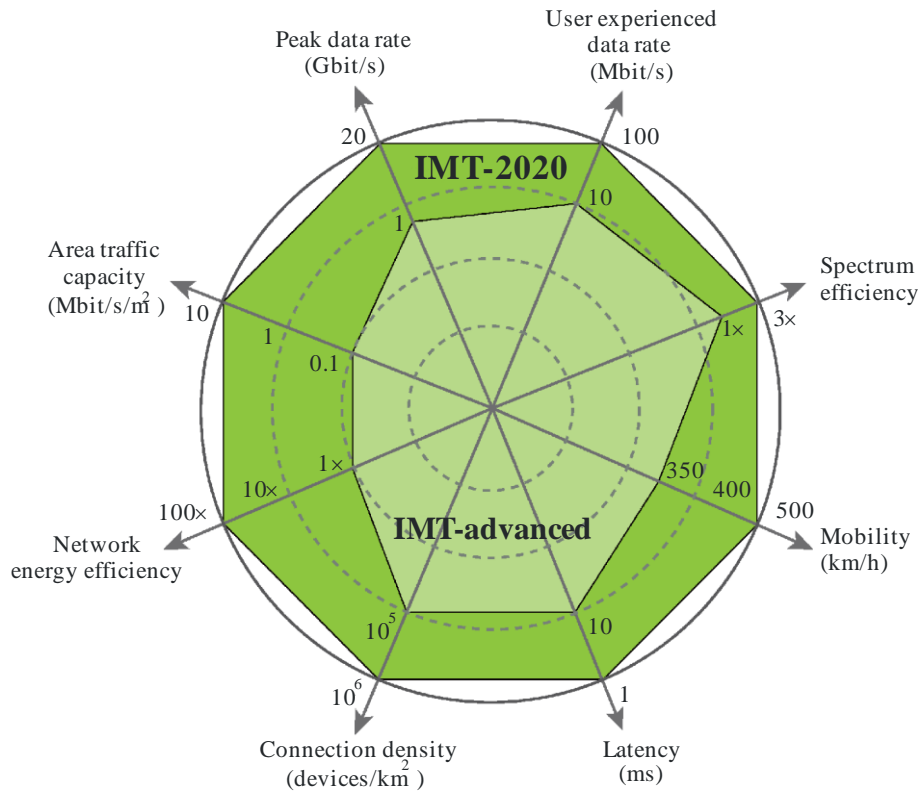 User experienced
data rate
(Mbit/s)
Peak data rate
(Gbit/s)
20
100
IMT-2020
1
10
Area traffic
capacity
(Mbit/s/m²)
Spectrum
efficiency
10
1
0.1
1×
3×
1×
10×
100×
350
400
500
Network
energy efficiency
IMT-advanced
Mobility
(km/h)
10⁵
10
10⁶
1
Connection density
(devices/km²)
Latency
(ms)